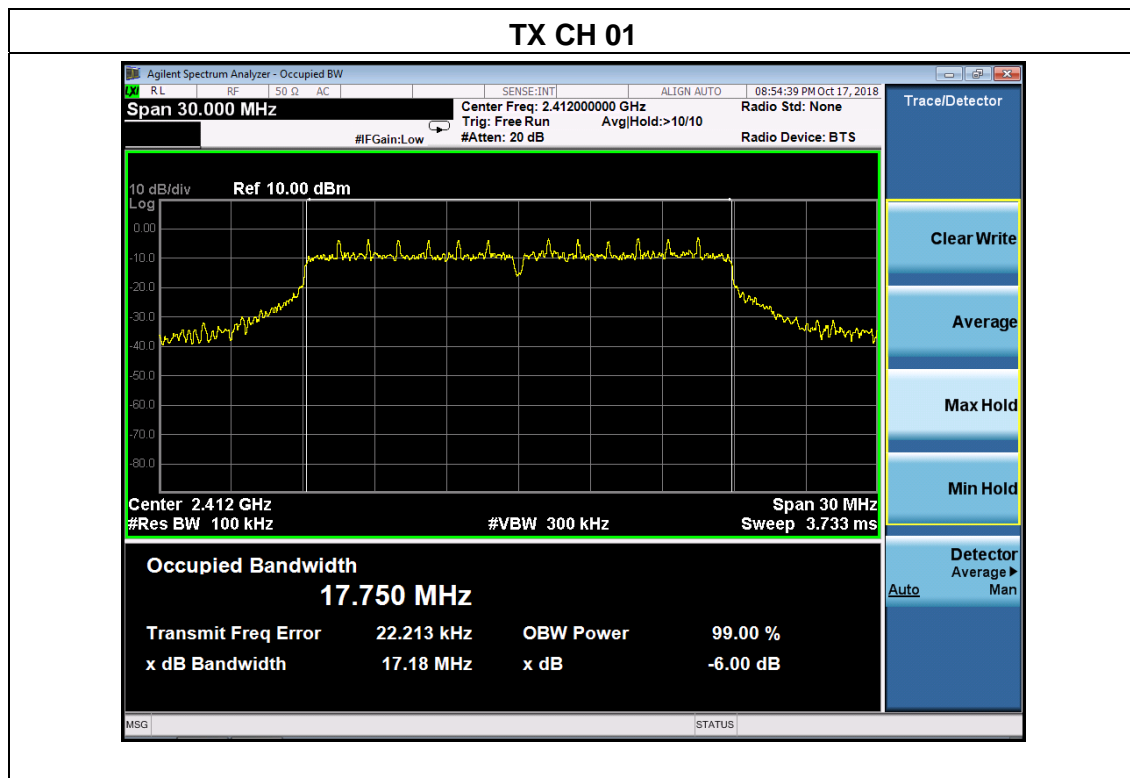 TX CH 01
Agilent Spectrum Analyzer - Occupied BW
LXI RL RF 50 Ω AC SENSE:INT ALIGN AUTO 08:54:39 PM Oct 17, 2018
Span 30.000 MHz
Center Freq: 2.412000000 GHz Radio Std: None
Trig: Free Run Avg|Hold:>10/10
#IFGain:Low #Atten: 20 dB Radio Device: BTS
Trace/Detector
10 dB/div Ref 10.00 dBm
Log
0.00
-10.0
-20.0
-30.0
-40.0
-50.0
-60.0
-70.0
-80.0
Center 2.412 GHz Span 30 MHz
#Res BW 100 kHz #VBW 300 kHz Sweep 3.733 ms
Occupied Bandwidth
17.750 MHz
Transmit Freq Error 22.213 kHz OBW Power 99.00 %
x dB Bandwidth 17.18 MHz x dB -6.00 dB
Clear Write
Average
Max Hold
Min Hold
Detector
Average
Auto Man
MSG STATUS